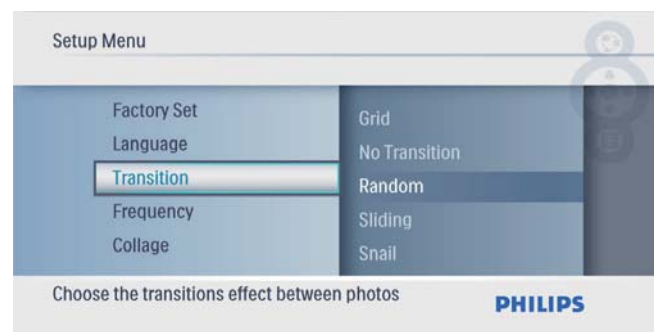 Setup Menu
Factory Set
Language
Transition
Frequency
Collage
Grid
No Transition
Random
Sliding
Snail
Choose the transitions effect between photos
PHILIPS